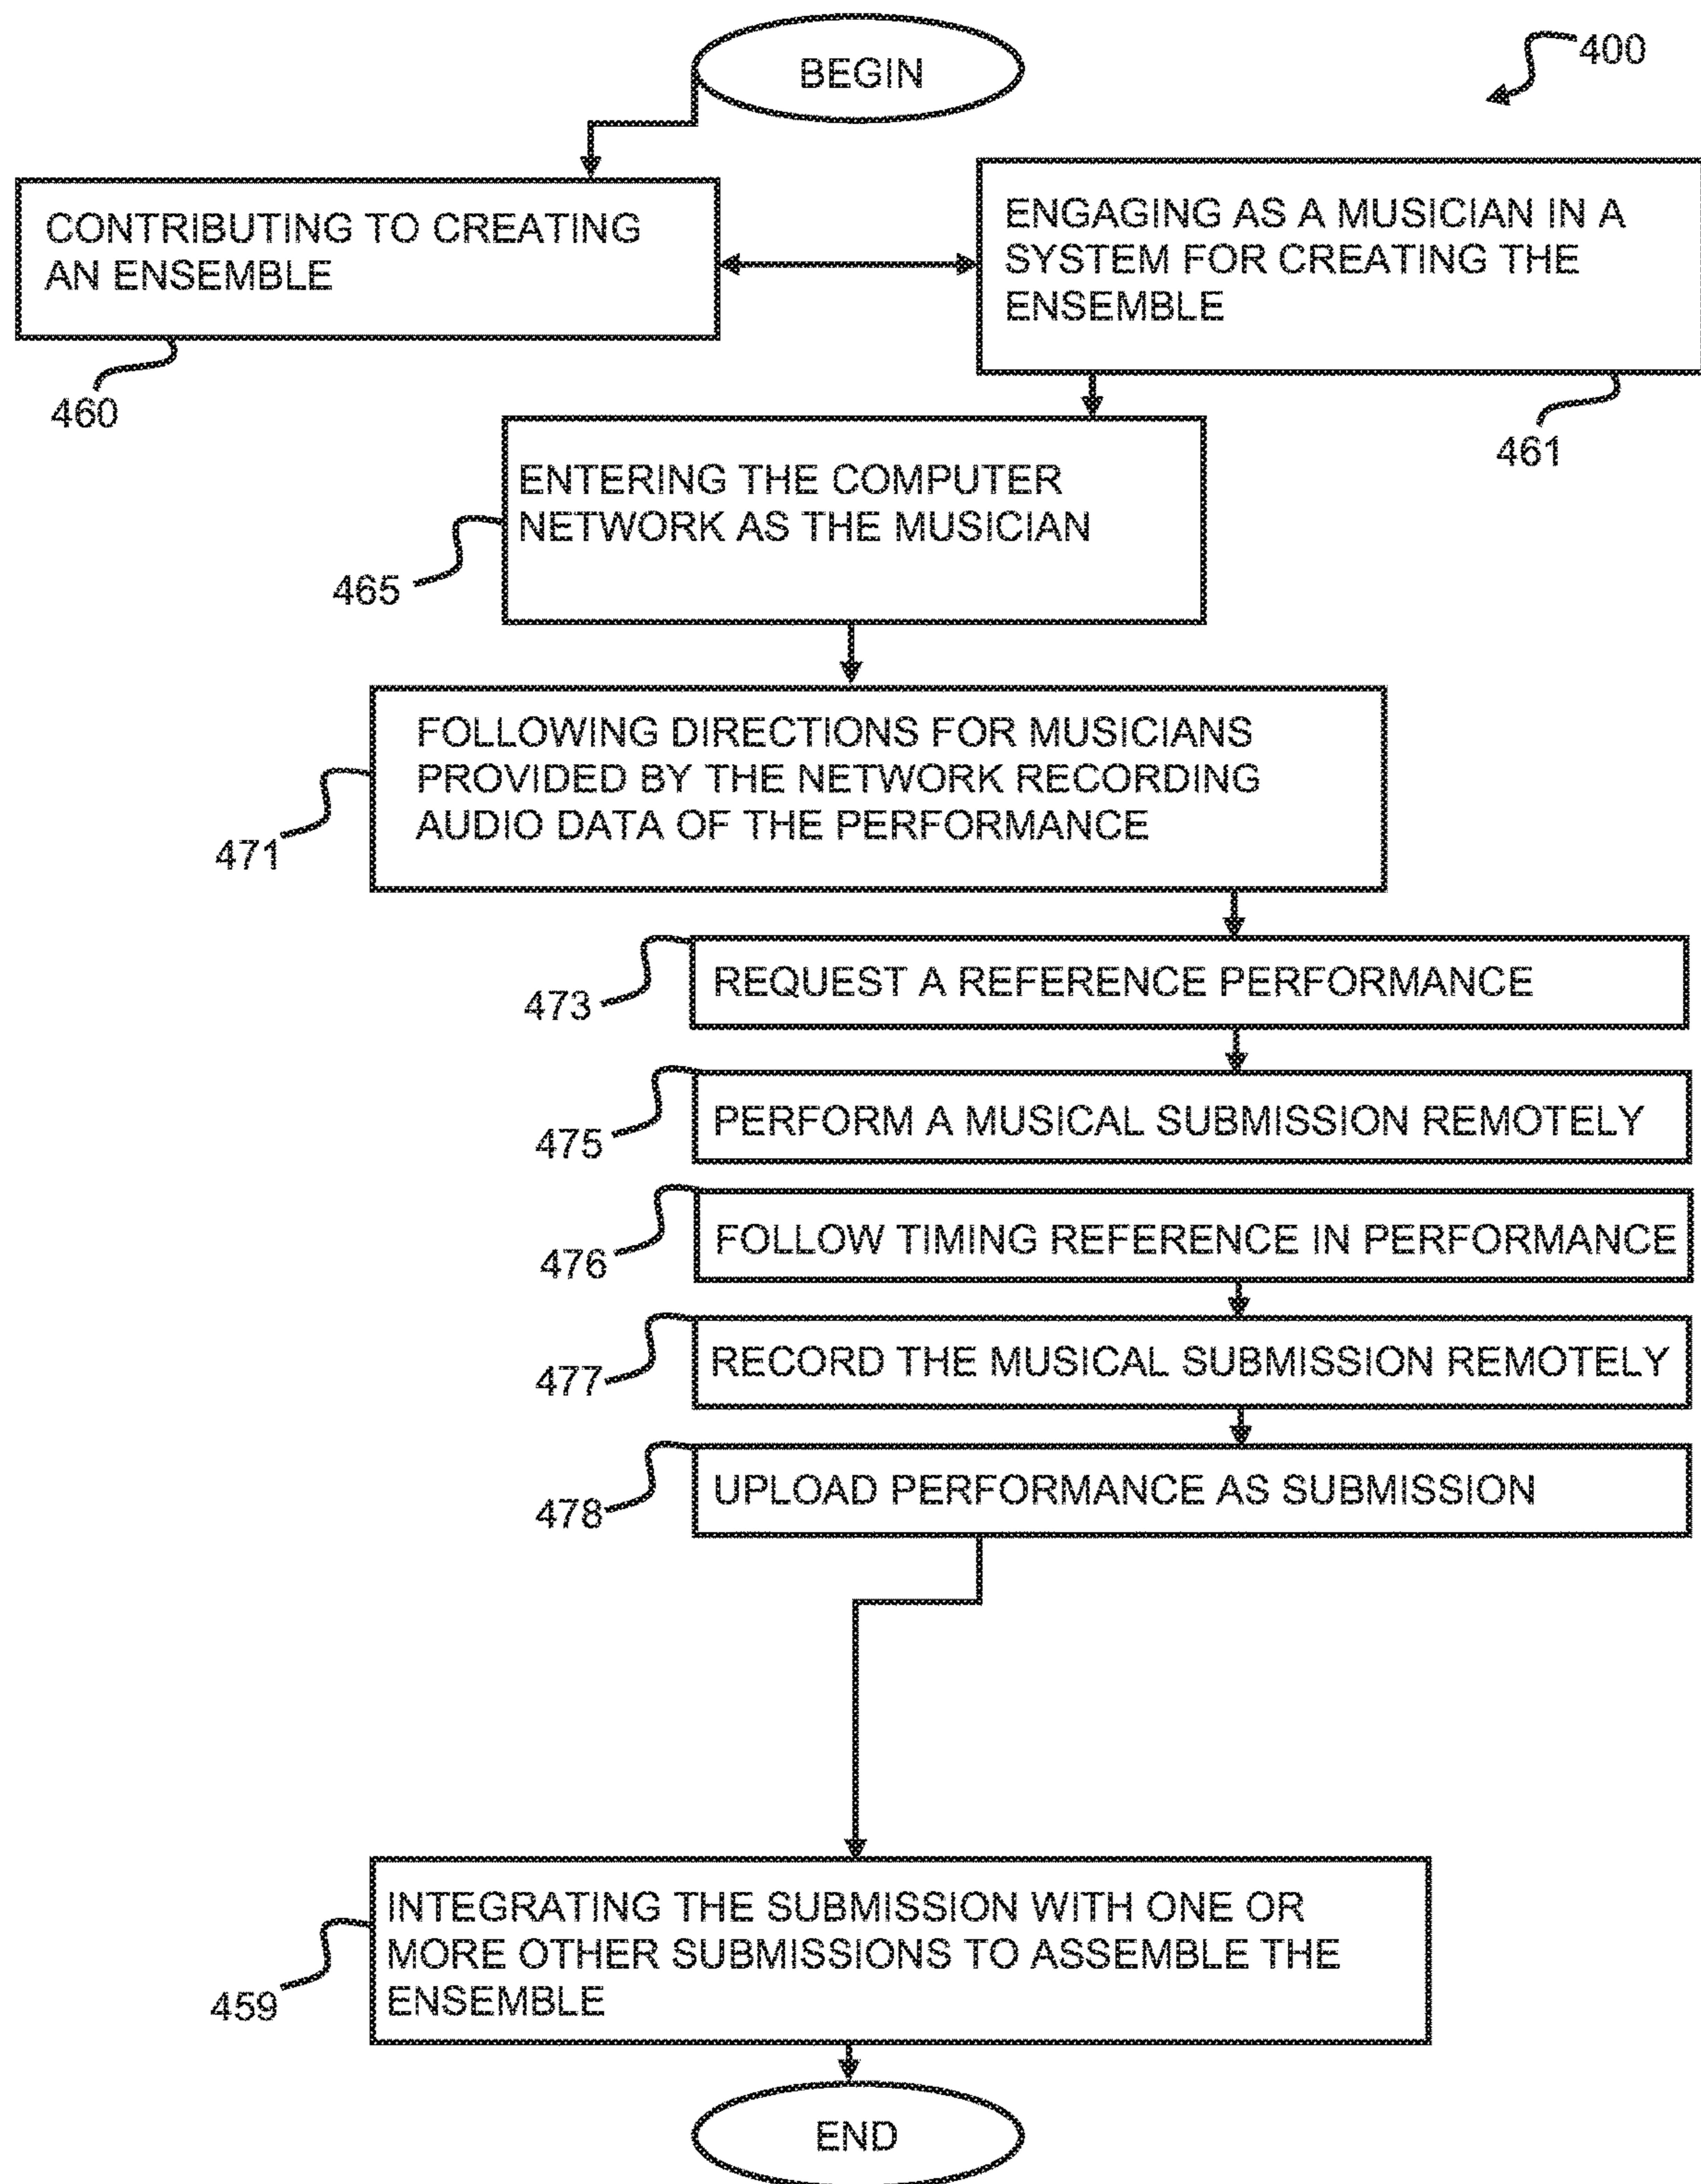 BEGIN
400
CONTRIBUTING TO CREATING
AN ENSEMBLE
460
ENGAGING AS A MUSICIAN IN A
SYSTEM FOR CREATING THE
ENSEMBLE
461
ENTERING THE COMPUTER
NETWORK AS THE MUSICIAN
465
FOLLOWING DIRECTIONS FOR MUSICIANS
PROVIDED BY THE NETWORK RECORDING
AUDIO DATA OF THE PERFORMANCE
471
REQUEST A REFERENCE PERFORMANCE
473
PERFORM A MUSICAL SUBMISSION REMOTELY
475
FOLLOW TIMING REFERENCE IN PERFORMANCE
476
RECORD THE MUSICAL SUBMISSION REMOTELY
477
UPLOAD PERFORMANCE AS SUBMISSION
478
INTEGRATING THE SUBMISSION WITH ONE OR
MORE OTHER SUBMISSIONS TO ASSEMBLE THE
ENSEMBLE
459
END